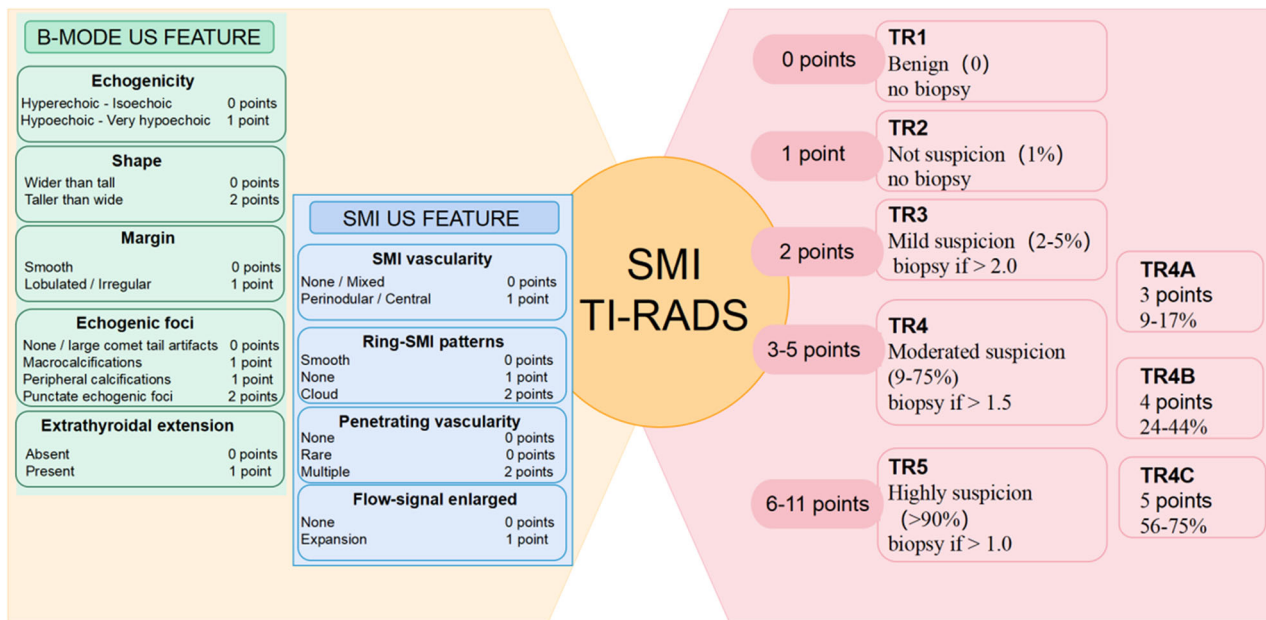 B-MODE US FEATURE
Echogenicity
Hyperechoic - Isoechoic 0 points
Hypoechoic - Very hypoechoic 1 point
Shape
Wider than tall 0 points
Taller than wide 2 points
Margin
Smooth 0 points
Lobulated / Irregular 1 point
Echogenic foci
None / large comet tail artifacts 0 points
Macrocalcifications 1 point
Peripheral calcifications 1 point
Punctate echogenic foci 2 points
Extrathyroidal extension
Absent 0 points
Present 1 point
SMI US FEATURE
SMI vascularity
None / Mixed 0 points
Perinodular / Central 1 point
Ring-SMI patterns
Smooth 0 points
None 1 point
Cloud 2 points
Penetrating vascularity
None 0 points
Rare 0 points
Multiple 2 points
Flow-signal enlarged
None 0 points
Expansion 1 point
SMI
TI-RADS
0 points
TR1
Benign (0)
no biopsy
1 point
TR2
Not suspicion (1%)
no biopsy
2 points
TR3
Mild suspicion (2-5%)
biopsy if > 2.0
3-5 points
TR4
Moderated suspicion
(9-75%)
biopsy if > 1.5
6-11 points
TR5
Highly suspicion
(>90%)
biopsy if > 1.0
TR4A
3 points
9-17%
TR4B
4 points
24-44%
TR4C
5 points
56-75%